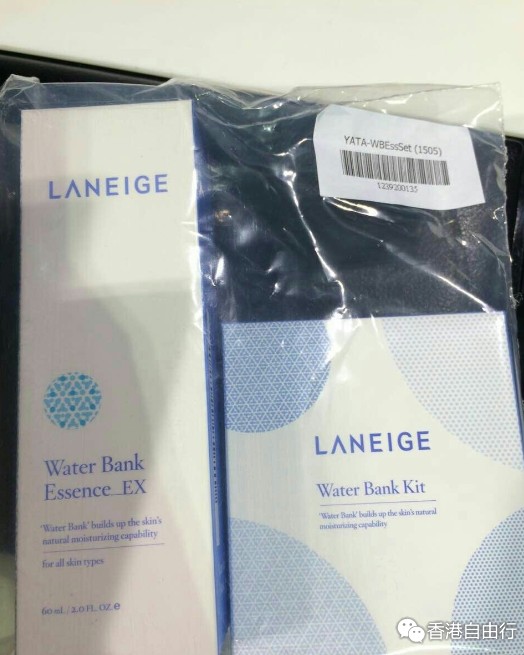 YATA-WBEssSet (1505)
1239200135
LANEIGE
Water Bank
Essence_EX
'Water Bank' builds up the skin's
natural moisturizing capability
for all skin types
60 ml / 2.0 FL. OZ. e
LANEIGE
Water Bank Kit
'Water Bank' builds up the skin's natural
moisturizing capability
香港自由行